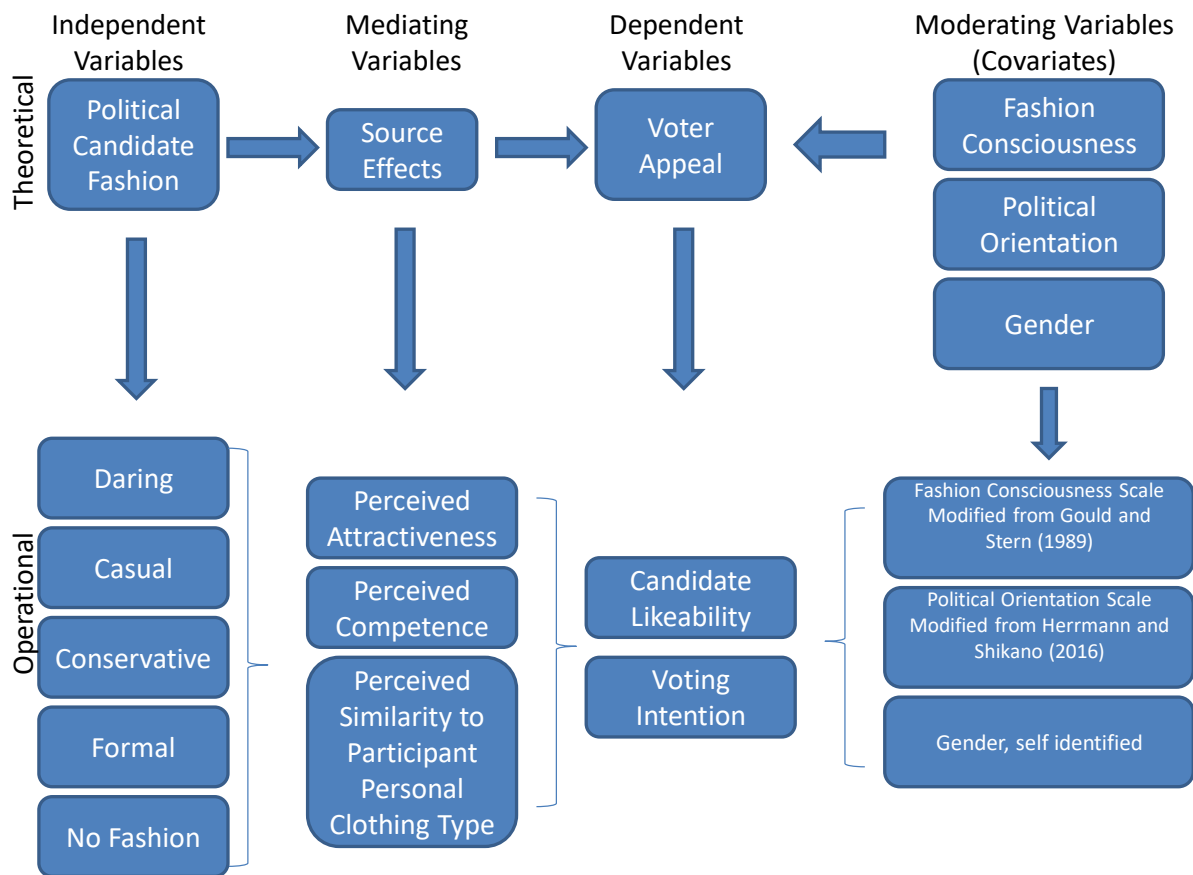 Independent
Variables
Mediating
Variables
Dependent
Variables
Moderating Variables
(Covariates)
Theoretical
Political
Candidate
Fashion
Source
Effects
Voter
Appeal
Fashion
Consciousness
Political
Orientation
Gender
Operational
Daring
Casual
Conservative
Formal
No Fashion
Perceived
Attractiveness
Perceived
Competence
Perceived
Similarity to
Participant
Personal
Clothing Type
Candidate
Likeability
Voting
Intention
Fashion Consciousness Scale
Modified from Gould and
Stern (1989)
Political Orientation Scale
Modified from Herrmann and
Shikano (2016)
Gender, self identified